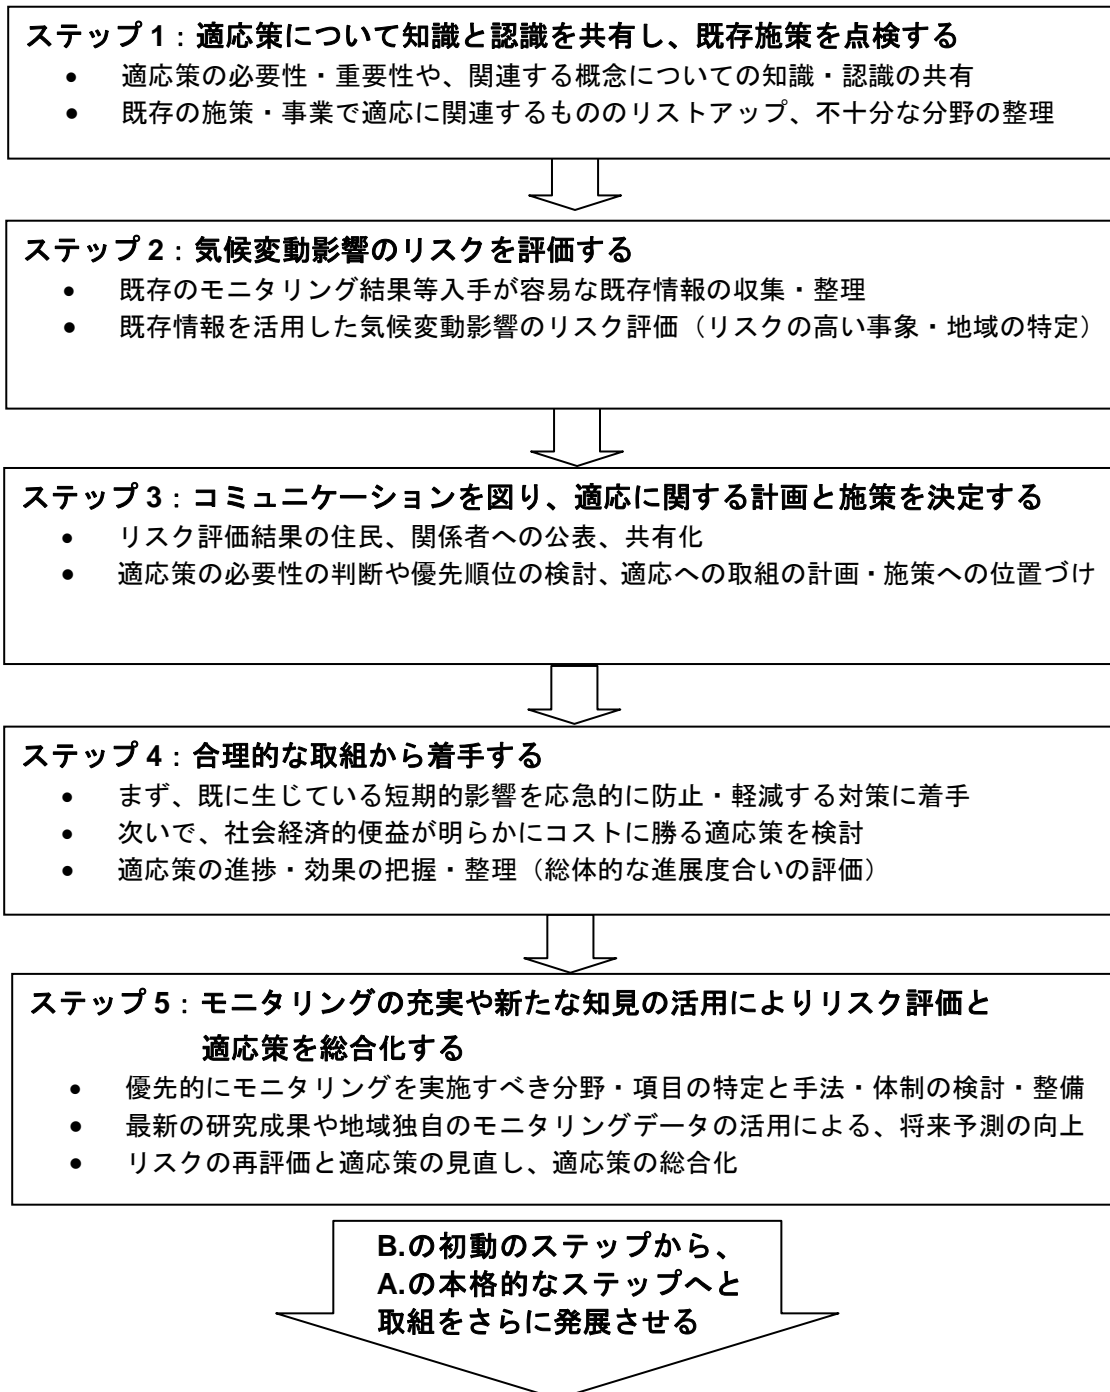 ステップ 1：適応策について知識と認識を共有し、既存施策を点検する
• 適応策の必要性・重要性や、関連する概念についての知識・認識の共有
• 既存の施策・事業で適応に関連するもののリストアップ、不十分な分野の整理
ステップ 2：気候変動影響のリスクを評価する
• 既存のモニタリング結果等入手が容易な既存情報の収集・整理
• 既存情報を活用した気候変動影響のリスク評価（リスクの高い事象・地域の特定）
ステップ 3：コミュニケーションを図り、適応に関する計画と施策を決定する
• リスク評価結果の住民、関係者への公表、共有化
• 適応策の必要性の判断や優先順位の検討、適応への取組の計画・施策への位置づけ
ステップ 4：合理的な取組から着手する
• まず、既に生じている短期的影響を応急的に防止・軽減する対策に着手
• 次いで、社会経済的便益が明らかにコストに勝る適応策を検討
• 適応策の進捗・効果の把握・整理（総体的な進展度合いの評価）
ステップ 5：モニタリングの充実や新たな知見の活用によりリスク評価と
適応策を総合化する
• 優先的にモニタリングを実施すべき分野・項目の特定と手法・体制の検討・整備
• 最新の研究成果や地域独自のモニタリングデータの活用による、将来予測の向上
• リスクの再評価と適応策の見直し、適応策の総合化
B.の初動のステップから、
A.の本格的なステップへと
取組をさらに発展させる